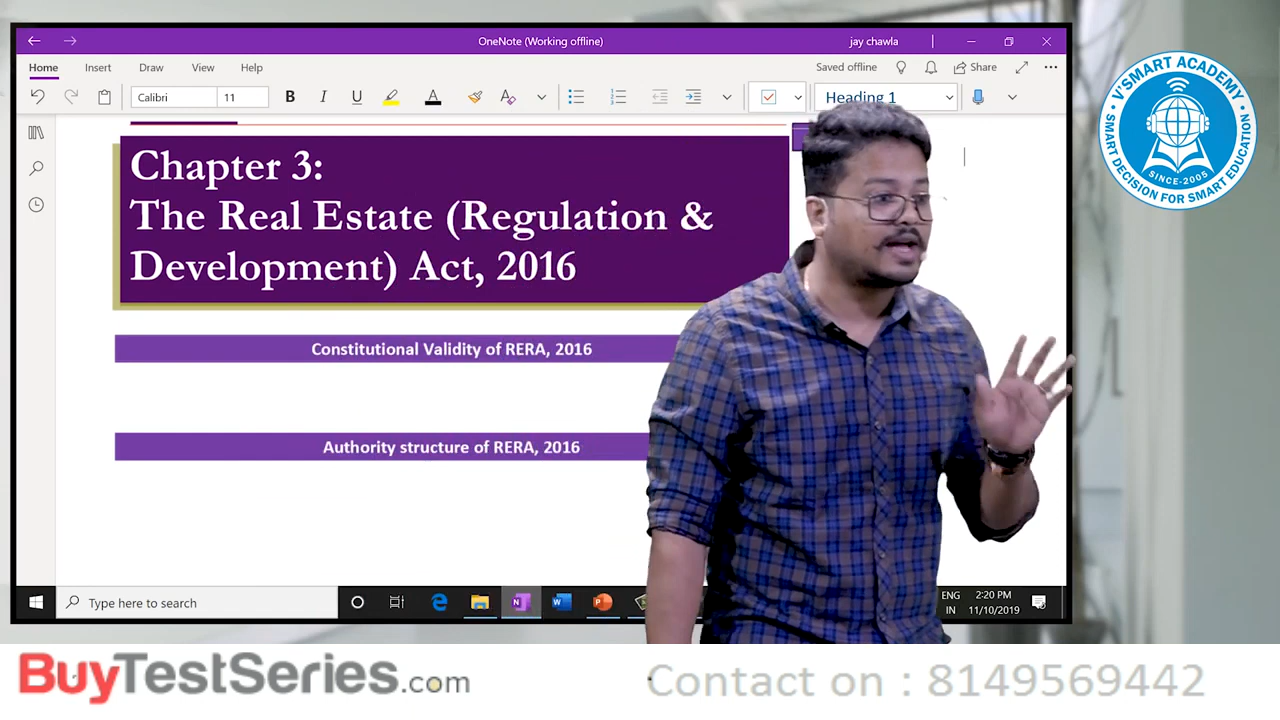 OneNote (Working offline)
jay chawla
Home Insert Draw View Help
Saved offline
Share
Calibri
11
B I U A
Heading 1
Chapter 3:
The Real Estate (Regulation &
Development) Act, 2016
Constitutional Validity of RERA, 2016
Authority structure of RERA, 2016
Type here to search
ENG
IN
2:20 PM
11/10/2019
V'SMART ACADEMY
SINCE-2005
SMART DECISION FOR SMART EDUCATION
BuyTestSeries.com
Contact on : 8149569442